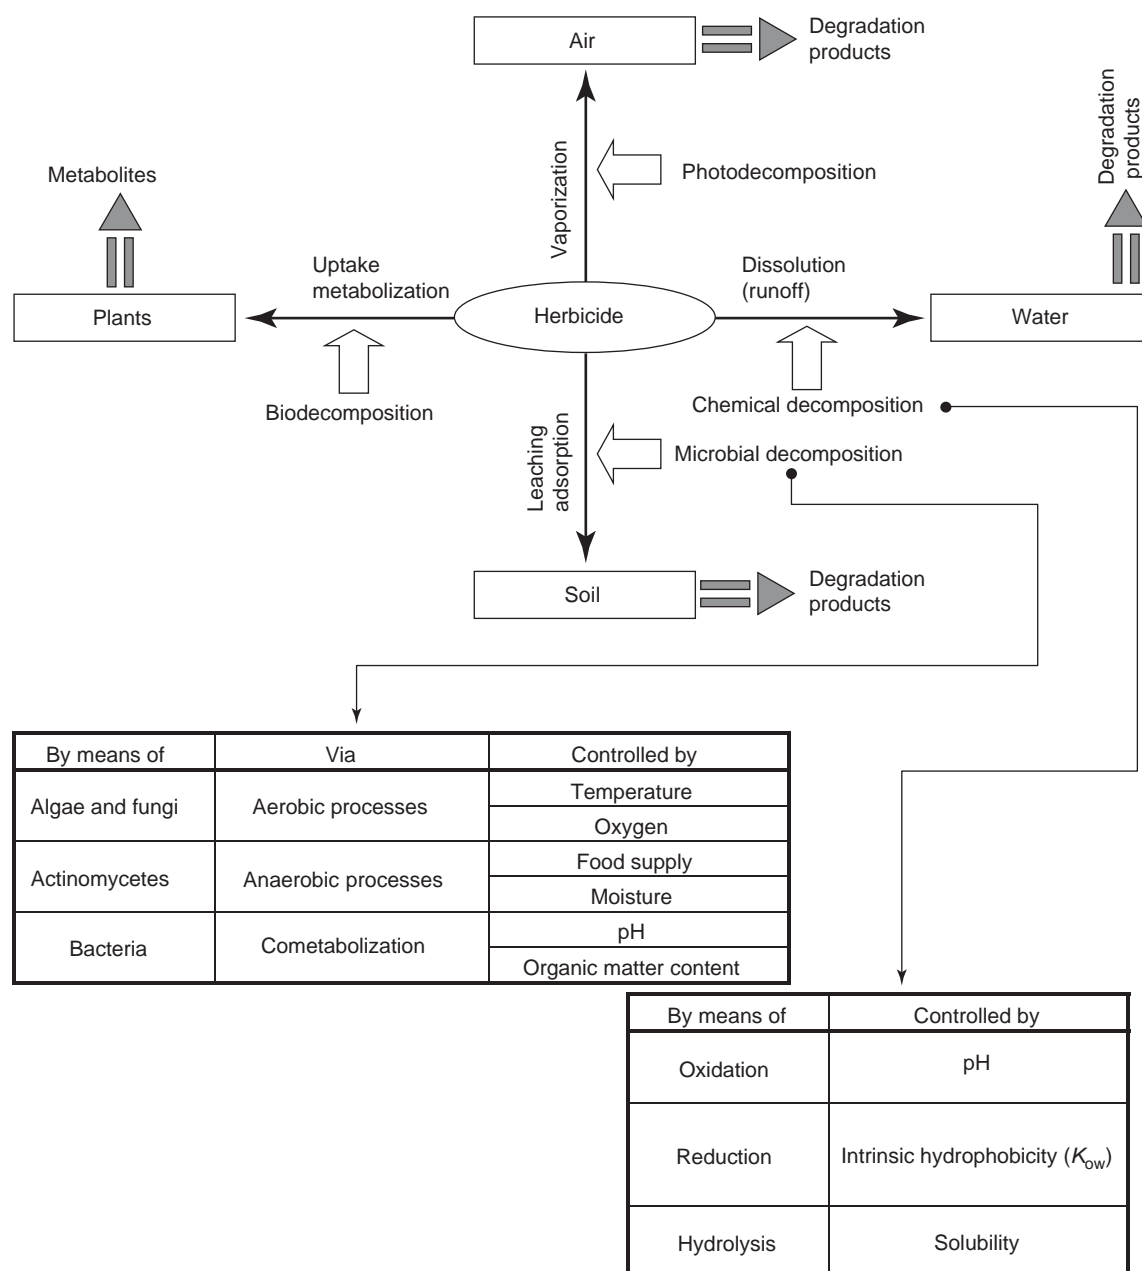 Air
Degradation
products
Vaporization
Photodecomposition
Degradation
products
Metabolites
Uptake
metabolization
Dissolution
(runoff)
Plants
Herbicide
Water
Biodecomposition
Chemical decomposition
Leaching
adsorption
Microbial decomposition
Soil
Degradation
products
By means of Via Controlled by
Algae and fungi Aerobic processes Temperature
Oxygen
Actinomycetes Anaerobic processes Food supply
Moisture
Bacteria Cometabolization pH
Organic matter content
By means of Controlled by
Oxidation pH
Reduction Intrinsic hydrophobicity (Kow)
Hydrolysis Solubility